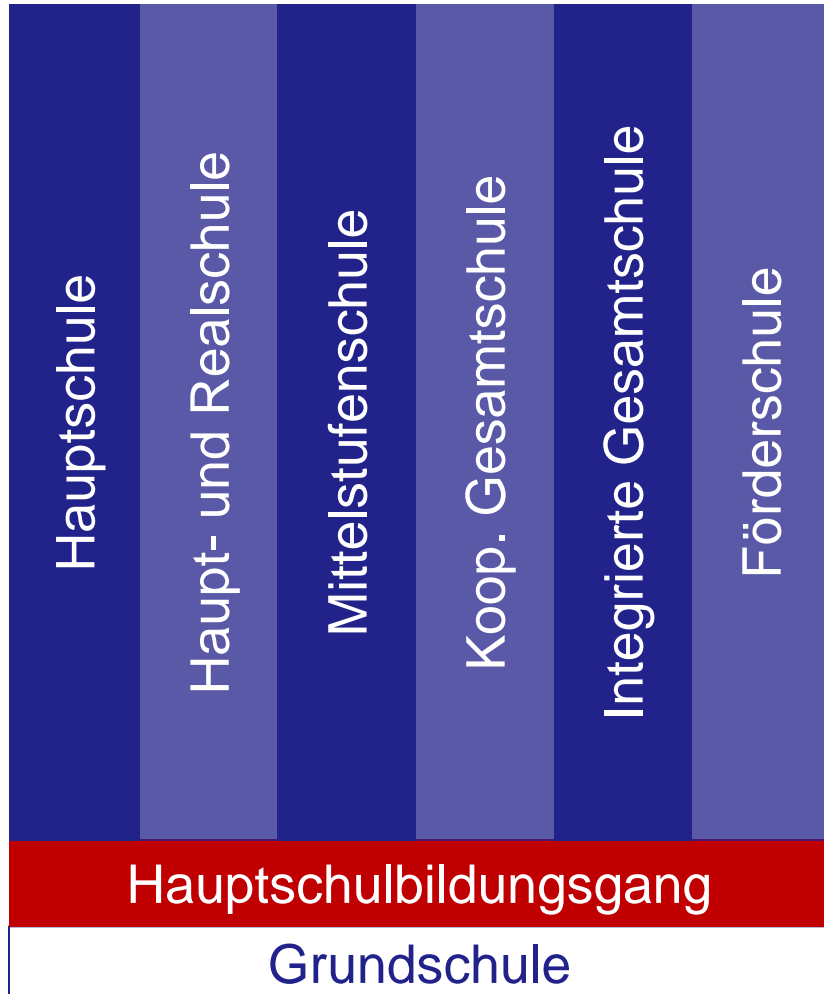 Hauptschule
Haupt- und Realschule
Mittelstufenschule
Koop. Gesamtschule
Integrierte Gesamtschule
Förderschule
Hauptschulbildungsgang
Grundschule